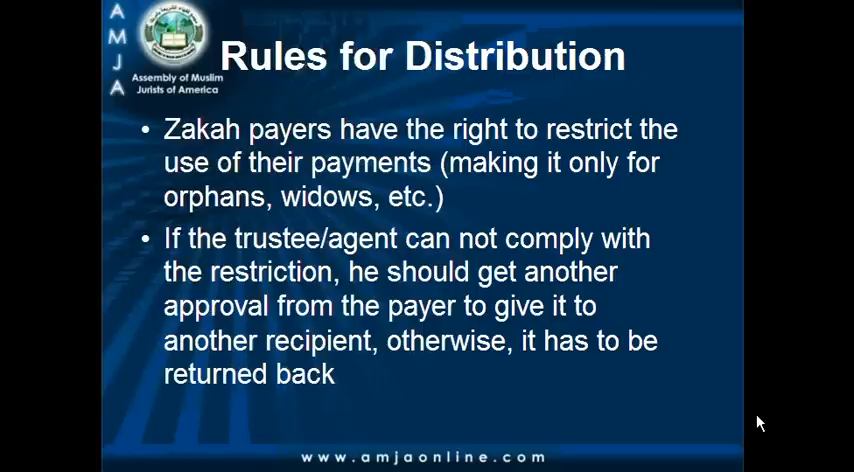 A
M
J
A
Assembly of Muslim
Jurists of America
Rules for Distribution
• Zakah payers have the right to restrict the
use of their payments (making it only for
orphans, widows, etc.)
• If the trustee/agent can not comply with
the restriction, he should get another
approval from the payer to give it to
another recipient, otherwise, it has to be
returned back
www.amjaonline.com